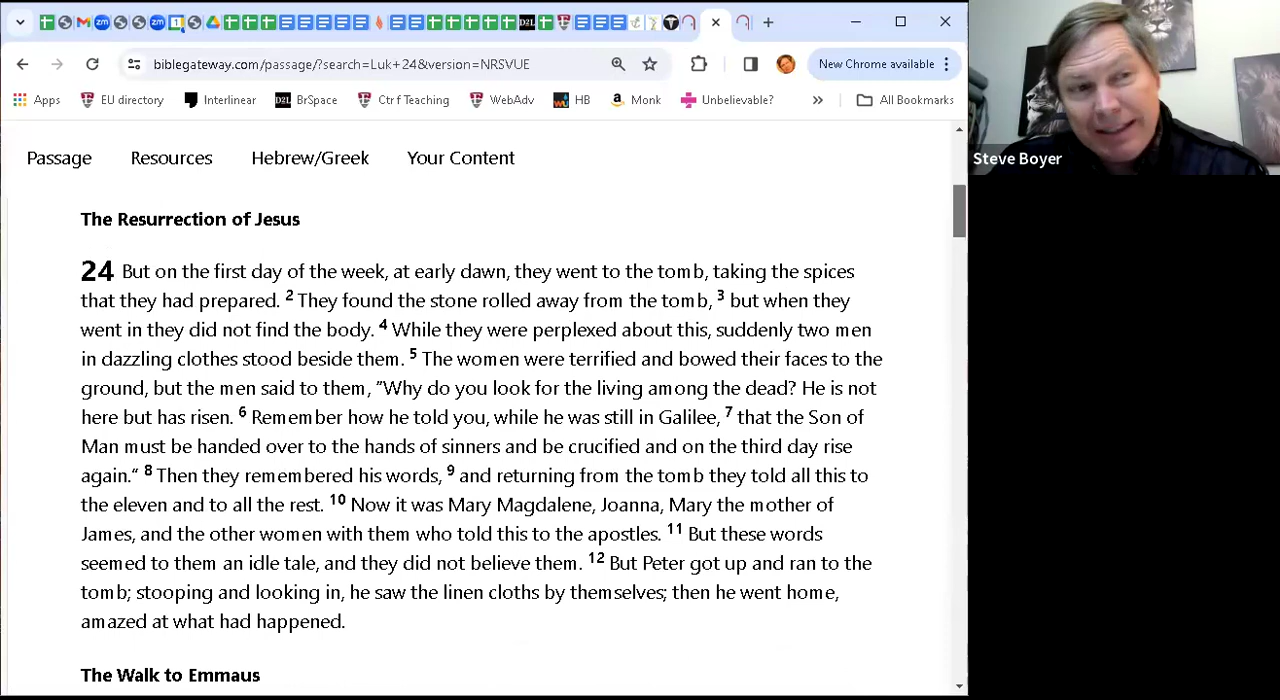 biblegateway.com/passage/?search=Luk+24&version=NRSVUE
New Chrome available
Apps
EU directory
Interlinear
D2L BrSpace
Ctr f Teaching
WebAdv
HB
Monk
Unbelievable?
All Bookmarks
Steve Boyer
Passage Resources Hebrew/Greek Your Content
The Resurrection of Jesus
24 But on the first day of the week, at early dawn, they went to the tomb, taking the spices
that they had prepared. 2 They found the stone rolled away from the tomb, 3 but when they
went in they did not find the body. 4 While they were perplexed about this, suddenly two men
in dazzling clothes stood beside them. 5 The women were terrified and bowed their faces to the
ground, but the men said to them, "Why do you look for the living among the dead? He is not
here but has risen. 6 Remember how he told you, while he was still in Galilee, 7 that the Son of
Man must be handed over to the hands of sinners and be crucified and on the third day rise
again." 8 Then they remembered his words, 9 and returning from the tomb they told all this to
the eleven and to all the rest. 10 Now it was Mary Magdalene, Joanna, Mary the mother of
James, and the other women with them who told this to the apostles. 11 But these words
seemed to them an idle tale, and they did not believe them. 12 But Peter got up and ran to the
tomb; stooping and looking in, he saw the linen cloths by themselves; then he went home,
amazed at what had happened.
The Walk to Emmaus